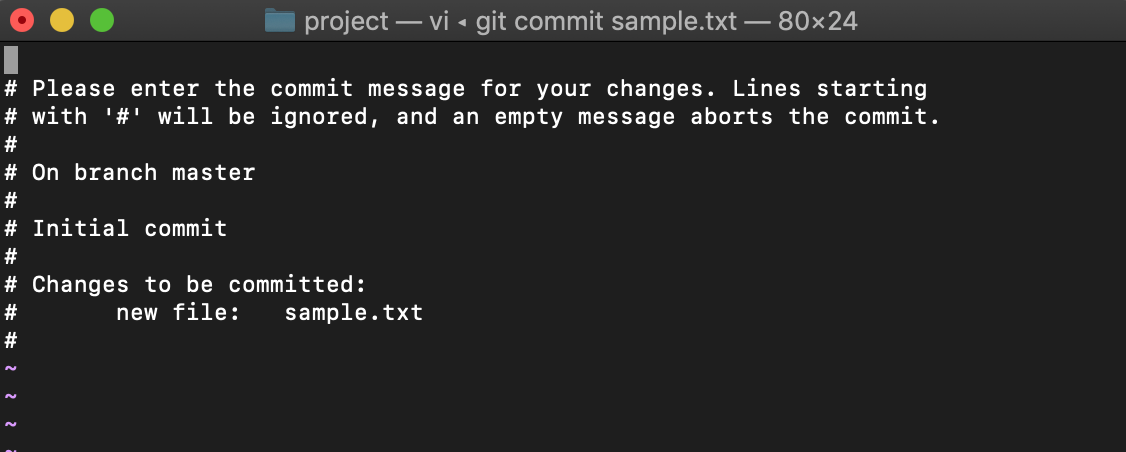 project — vi ◂ git commit sample.txt — 80×24
# Please enter the commit message for your changes. Lines starting
# with '#' will be ignored, and an empty message aborts the commit.
#
# On branch master
#
# Initial commit
#
# Changes to be committed:
#       new file:   sample.txt
#
~
~
~
~